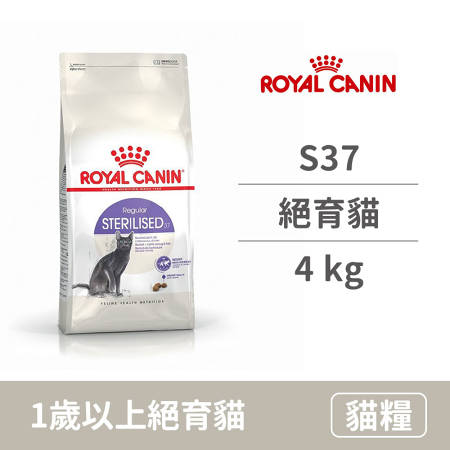 ROYAL CANIN
Regular
STERILISED 37
FELINE HEALTH NUTRITION
ROYAL CANIN
S37
絕育貓
4 kg
1歲以上絕育貓
貓糧